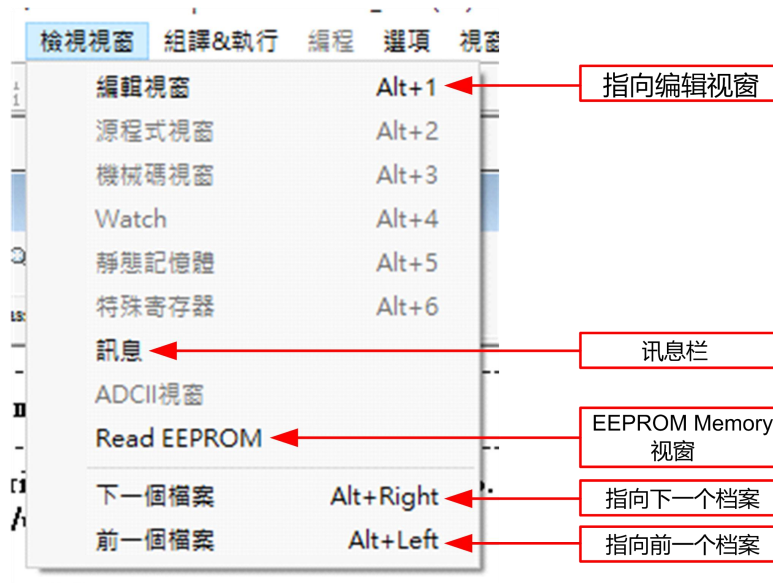 檢視視窗 組譯&執行 編程 選項 視窗
編輯視窗 Alt+1 指向编辑视窗
源程式視窗 Alt+2
機械碼視窗 Alt+3
Watch Alt+4
靜態記憶體 Alt+5
特殊寄存器 Alt+6
訊息 讯息栏
ADCII視窗
Read EEPROM EEPROM Memory
视窗
下一個檔案 Alt+Right 指向下一个档案
前一個檔案 Alt+Left 指向前一个档案